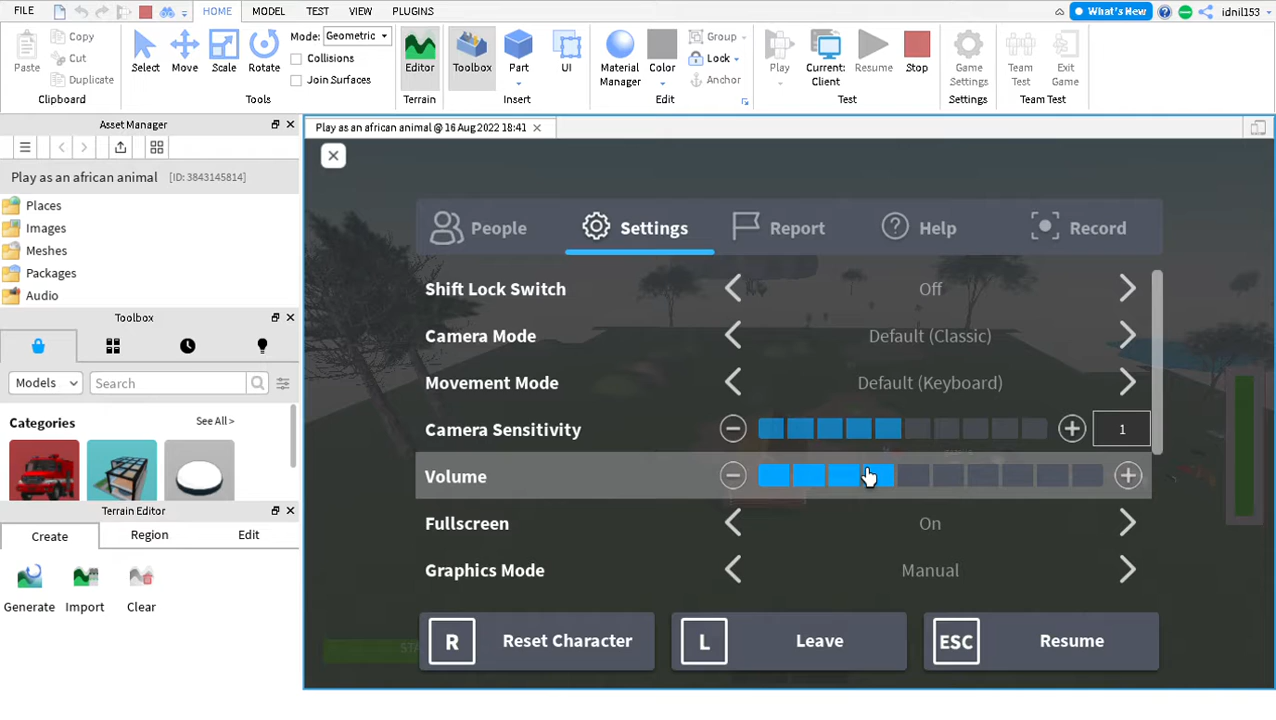 FILE HOME MODEL TEST VIEW PLUGINS What's New idnil153
Paste Copy Cut Duplicate Clipboard
Select Move Scale Rotate Mode: Geometric Collisions Join Surfaces Tools
Editor Terrain
Toolbox Part UI Insert
Material Manager Color Group Lock Anchor Edit
Play Current: Client Resume Stop Test
Game Settings Settings
Team Test Exit Game Team Test
Asset Manager
Play as an african animal [ID: 3843145814]
Places
Images
Meshes
Packages
Audio
Toolbox
Models Search
Categories See All >
Terrain Editor
Create Region Edit
Generate Import Clear
Play as an african animal @ 16 Aug 2022 18:41
People Settings Report Help Record
Shift Lock Switch Off
Camera Mode Default (Classic)
Movement Mode Default (Keyboard)
Camera Sensitivity 1
Volume
Fullscreen On
Graphics Mode Manual
R Reset Character L Leave ESC Resume